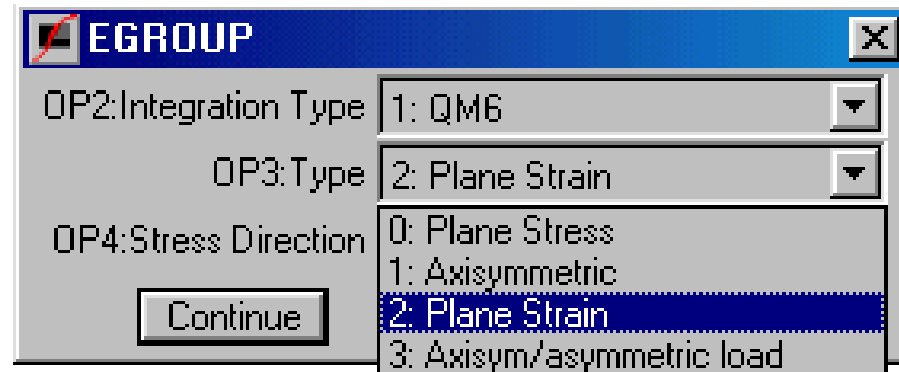 EGROUP
OP2:Integration Type 1: QM6
OP3:Type 2: Plane Strain
OP4:Stress Direction
0: Plane Stress
1: Axisymmetric
2: Plane Strain
3: Axisym/asymmetric load
Continue